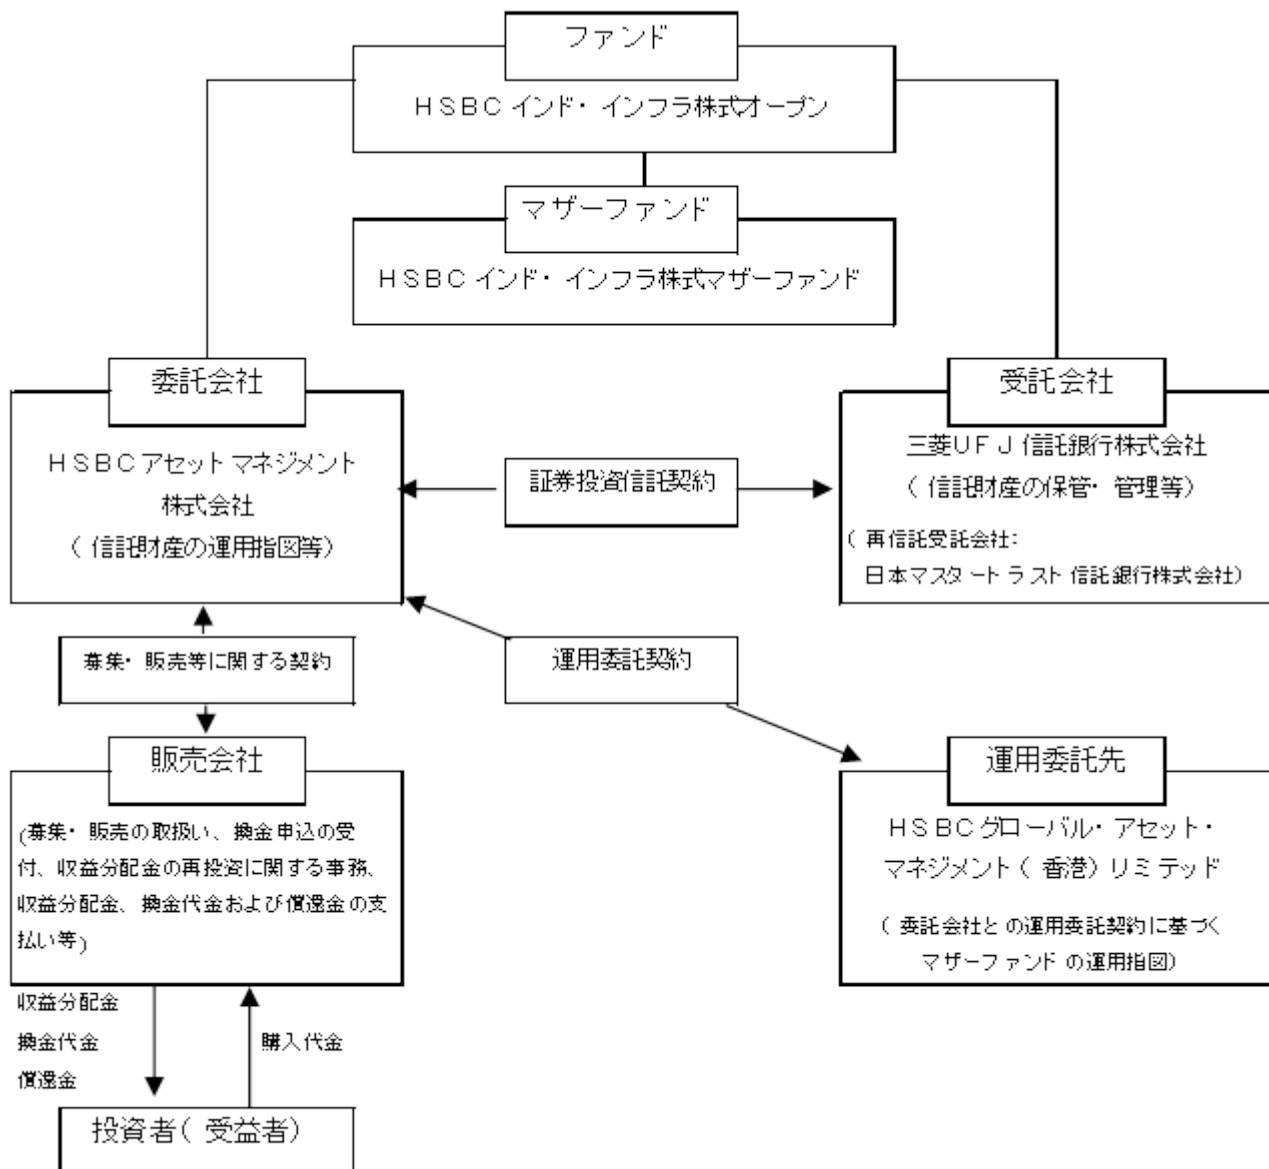 ファンド
HSBCインド・インフラ株式オープン
マザーファンド
HSBCインド・インフラ株式マザーファンド
委託会社
HSBCアセットマネジメント
株式会社
(信託財産の運用指図等)
証券投資信託契約
受託会社
三菱UFJ信託銀行株式会社
(信託財産の保管・管理等)
(再信託受託会社:
日本マスタートラスト信託銀行株式会社)
募集・販売等に関する契約
運用委託契約
販売会社
(募集・販売の取扱い、換金申込の受
付、収益分配金の再投資に関する事務、
収益分配金、換金代金および償還金の支
払い等)
運用委託先
HSBCグローバル・アセット・
マネジメント(香港)リミテッド
(委託会社との運用委託契約に基づく
マザーファンドの運用指図)
収益分配金
換金代金
償還金
購入代金
投資者(受益者)